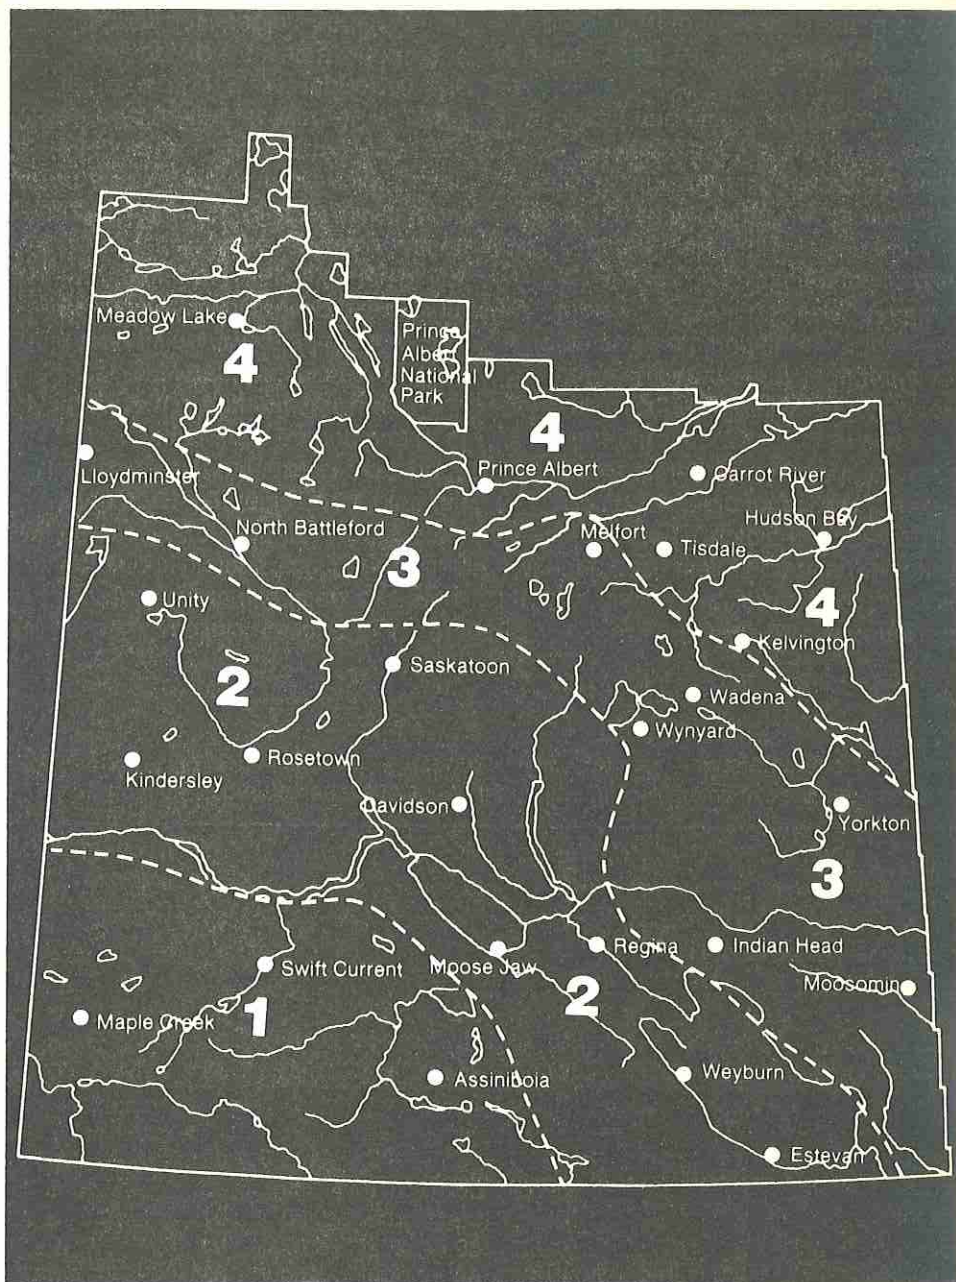 Meadow Lake
4
Prince
Albert
National
Park
4
Lloydminster
Prince Albert
Carrot River
North Battleford
Hudson Bay
3
Melfort
Tisdale
Unity
4
Kelvington
2
Saskatoon
Wadena
Wynyard
Rosetown
Kindersley
Davidson
Yorkton
3
Swift Current
Moose Jaw
Regina
Indian Head
Moosomin
1
2
Maple Creek
Assiniboia
Weyburn
Estevan